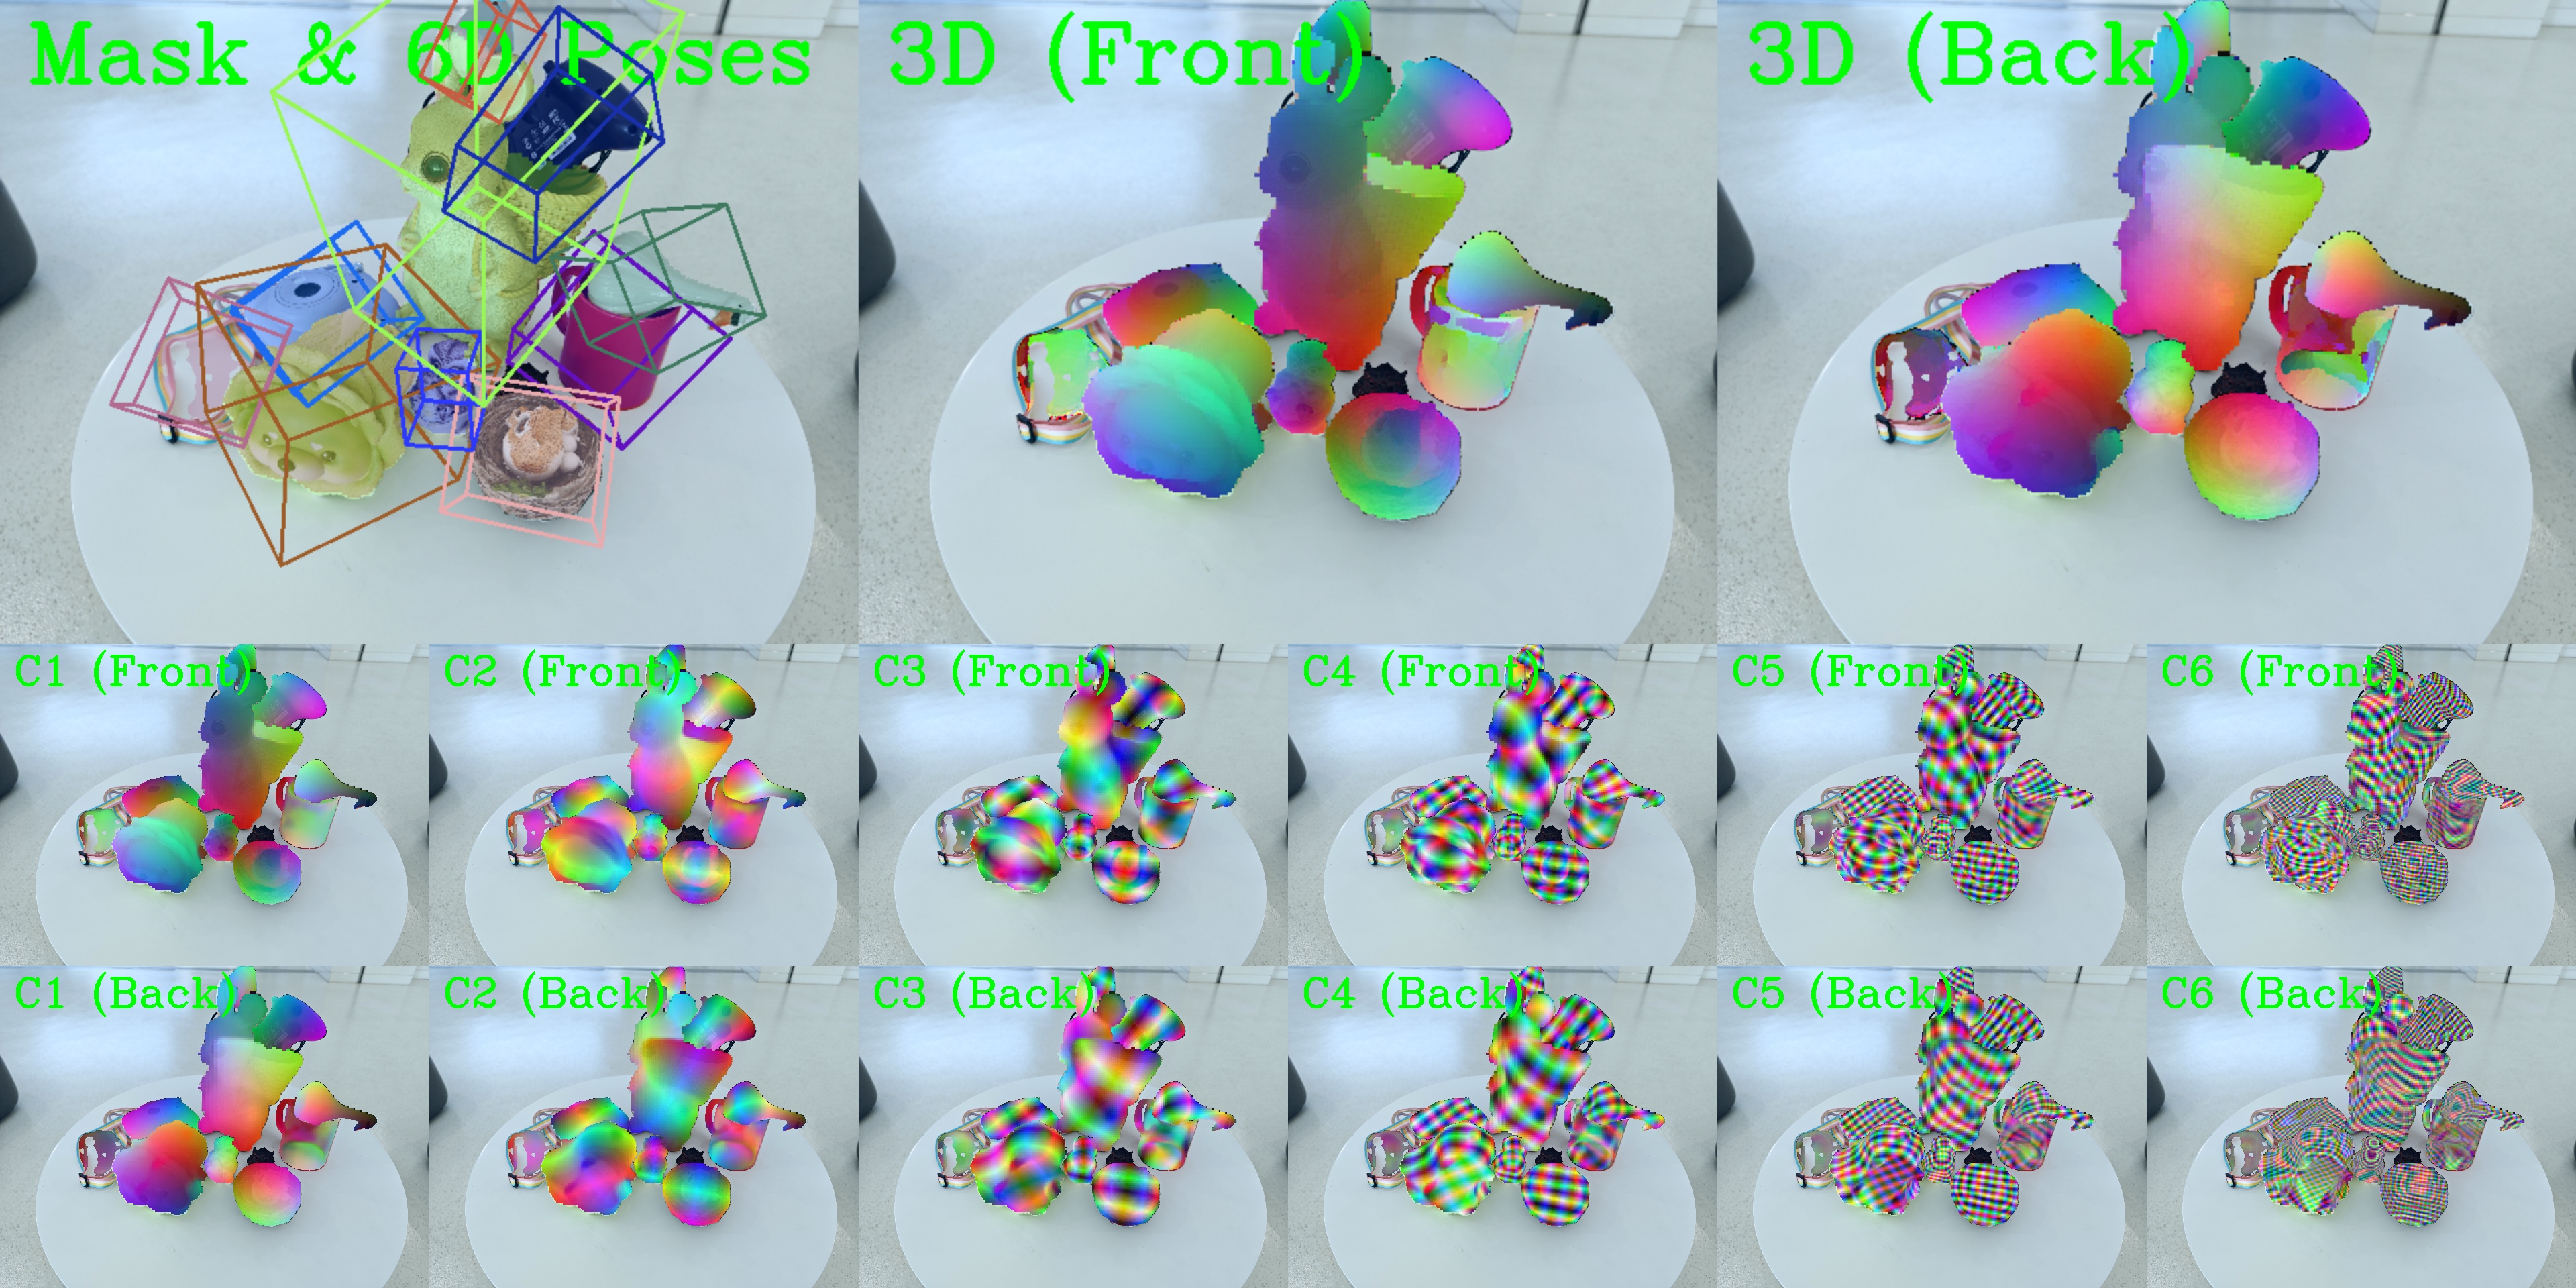 Mask & 6D Poses
3D (Front)
3D (Back)
C1 (Front)
C2 (Front)
C3 (Front)
C4 (Front)
C5 (Front)
C6 (Front)
C1 (Back)
C2 (Back)
C3 (Back)
C4 (Back)
C5 (Back)
C6 (Back)